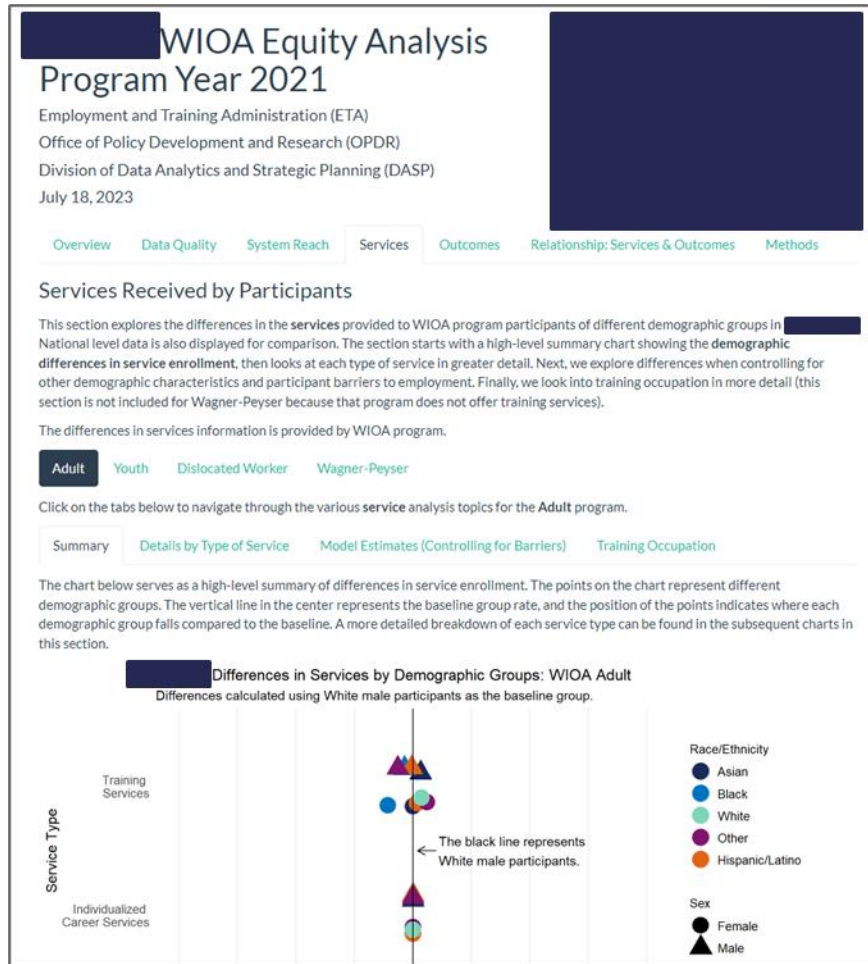 WIOA Equity Analysis
Program Year 2021
Employment and Training Administration (ETA)
Office of Policy Development and Research (OPDR)
Division of Data Analytics and Strategic Planning (DASP)
July 18, 2023
Overview Data Quality System Reach Services Outcomes Relationship: Services & Outcomes Methods
Services Received by Participants
This section explores the differences in the services provided to WIOA program participants of different demographic groups in
National level data is also displayed for comparison. The section starts with a high-level summary chart showing the demographic
differences in service enrollment, then looks at each type of service in greater detail. Next, we explore differences when controlling for
other demographic characteristics and participant barriers to employment. Finally, we look into training occupation in more detail (this
section is not included for Wagner-Peyser because that program does not offer training services).
The differences in services information is provided by WIOA program.
Adult Youth Dislocated Worker Wagner-Peyser
Click on the tabs below to navigate through the various service analysis topics for the Adult program.
Summary Details by Type of Service Model Estimates (Controlling for Barriers) Training Occupation
The chart below serves as a high-level summary of differences in service enrollment. The points on the chart represent different
demographic groups. The vertical line in the center represents the baseline group rate, and the position of the points indicates where each
demographic group falls compared to the baseline. A more detailed breakdown of each service type can be found in the subsequent charts in
this section.
Differences in Services by Demographic Groups: WIOA Adult
Differences calculated using White male participants as the baseline group.
Service Type
Training
Services
Individualized
Career Services
The black line represents
White male participants.
Race/Ethnicity
Asian
Black
White
Other
Hispanic/Latino
Sex
Female
Male